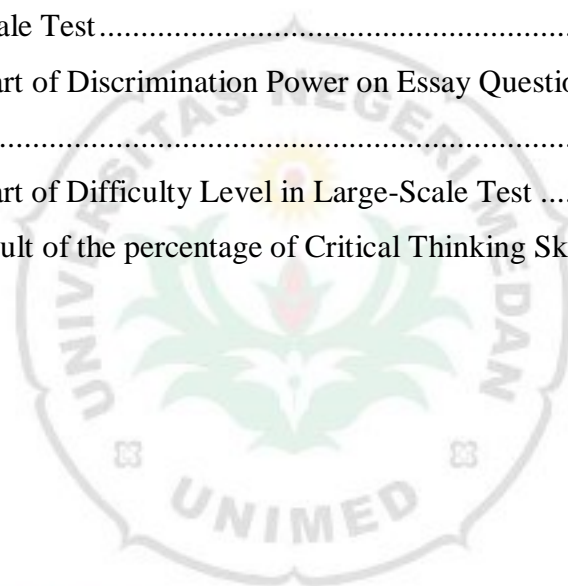 ale Test..............................................................
art of Discrimination Power on Essay Questio
..........................................................................
art of Difficulty Level in Large-Scale Test ....
ult of the percentage of Critical Thinking Sk
UNIVERSITAS NEGERI MEDAN
UNIMED